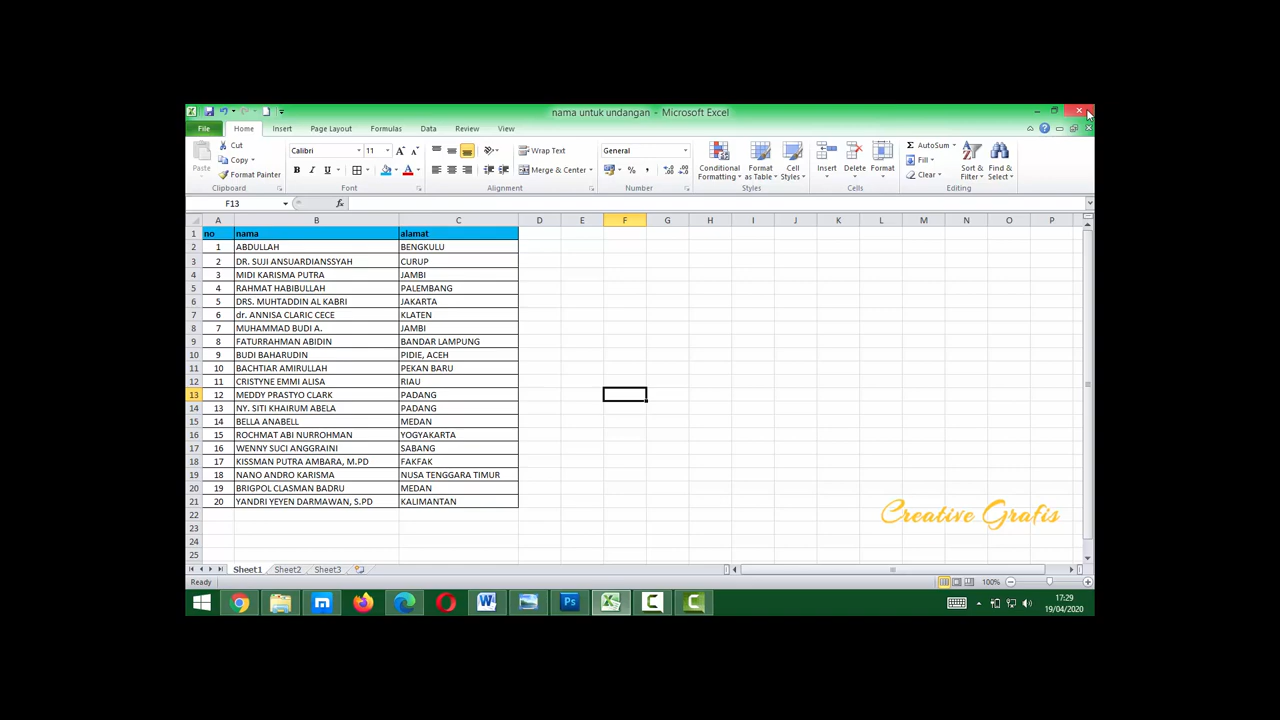 nama untuk undangan - Microsoft Excel
File Home Insert Page Layout Formulas Data Review View
Paste
Cut
Copy
Format Painter
Clipboard
Calibri 11
B I U
A A
A
Font
Wrap Text
Merge & Center
Alignment
General
% ,
Number
Conditional Formatting
Format as Table
Cell Styles
Styles
Insert Delete Format
Cells
AutoSum
Fill
Clear
Sort & Filter
Find & Select
Editing
F13 fx
A B C D E F G H I J K L M N O P
1 no nama alamat
2 1 ABDULLAH BENGKULU
3 2 DR. SUJI ANSUARDIANSSYAH CURUP
4 3 MIDI KARISMA PUTRA JAMBI
5 4 RAHMAT HABIBULLAH PALEMBANG
6 5 DRS. MUHTADDIN AL KABRI JAKARTA
7 6 dr. ANNISA CLARIC CECE KLATEN
8 7 MUHAMMAD BUDI A. JAMBI
9 8 FATURRAHMAN ABIDIN BANDAR LAMPUNG
10 9 BUDI BAHARUDIN PIDIE, ACEH
11 10 BACHTIAR AMIRULLAH PEKAN BARU
12 11 CRISTYNE EMMI ALISA RIAU
13 12 MEDDY PRASTYO CLARK PADANG
14 13 NY. SITI KHAIRUM ABELA PADANG
15 14 BELLA ANABELL MEDAN
16 15 ROCHMAT ABI NURROHMAN YOGYAKARTA
17 16 WENNY SUCI ANGGRAINI SABANG
18 17 KISSMAN PUTRA AMBARA, M.PD FAKFAK
19 18 NANO ANDRO KARISMA NUSA TENGGARA TIMUR
20 19 BRIGPOL CLASMAN BADRU MEDAN
21 20 YANDRI YEYEN DARMAWAN, S.PD KALIMANTAN
22
23
24
25
Creative Grafis
Sheet1 Sheet2 Sheet3
Ready 100%
Ps
17:29
19/04/2020